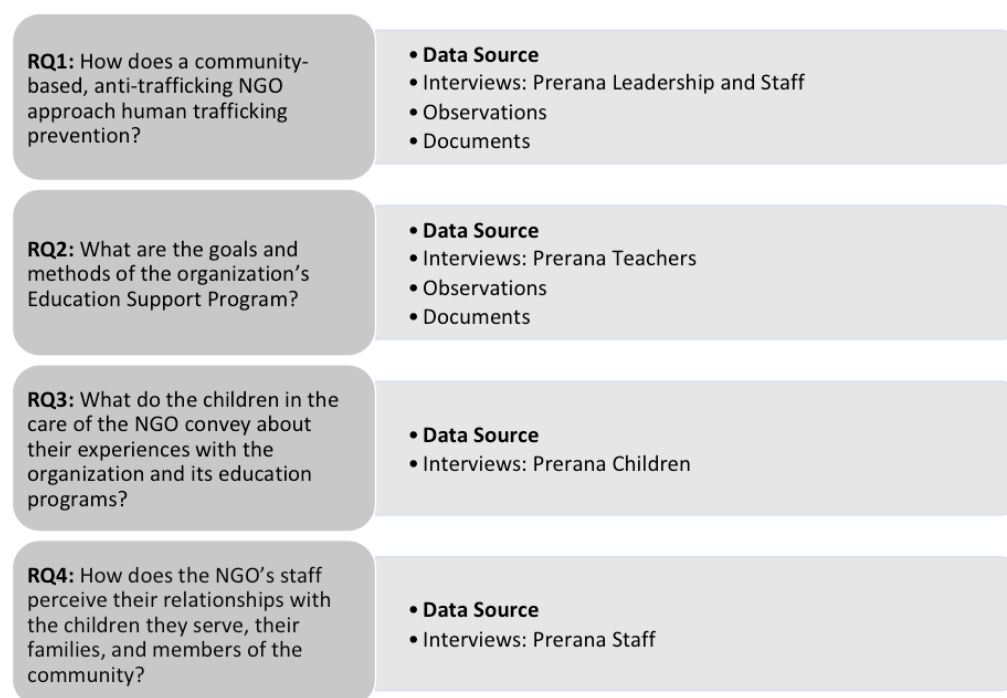 RQ1: How does a community-
based, anti-trafficking NGO
approach human trafficking
prevention?
• Data Source
• Interviews: Prerana Leadership and Staff
• Observations
• Documents
RQ2: What are the goals and
methods of the organization’s
Education Support Program?
• Data Source
• Interviews: Prerana Teachers
• Observations
• Documents
RQ3: What do the children in the
care of the NGO convey about
their experiences with the
organization and its education
programs?
• Data Source
• Interviews: Prerana Children
RQ4: How does the NGO’s staff
perceive their relationships with
the children they serve, their
families, and members of the
community?
• Data Source
• Interviews: Prerana Staff